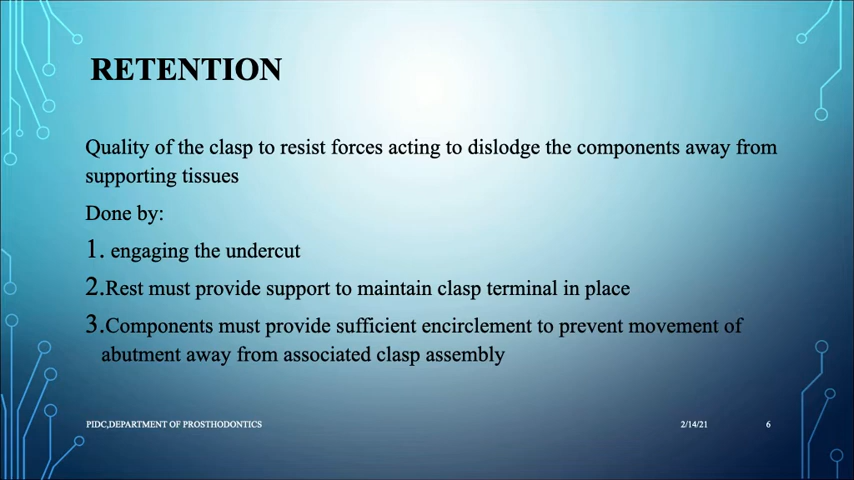 RETENTION
Quality of the clasp to resist forces acting to dislodge the components away from
supporting tissues
Done by:
1. engaging the undercut
2.Rest must provide support to maintain clasp terminal in place
3.Components must provide sufficient encirclement to prevent movement of
abutment away from associated clasp assembly
PIDC,DEPARTMENT OF PROSTHODONTICS
2/14/21
6